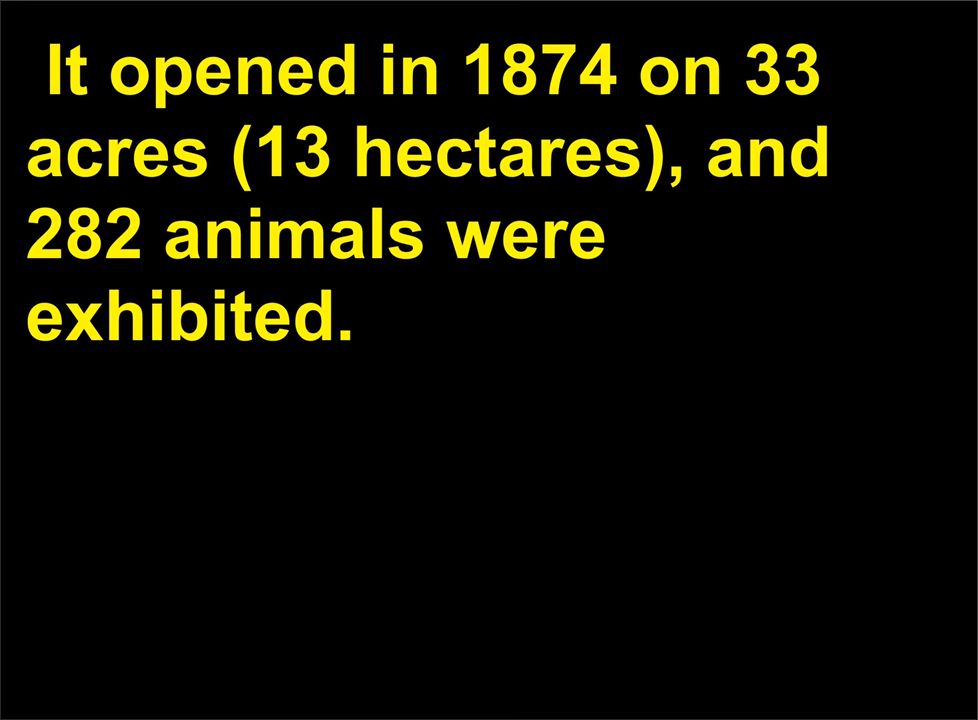 It opened in 1874 on 33
acres (13 hectares), and
282 animals were
exhibited.